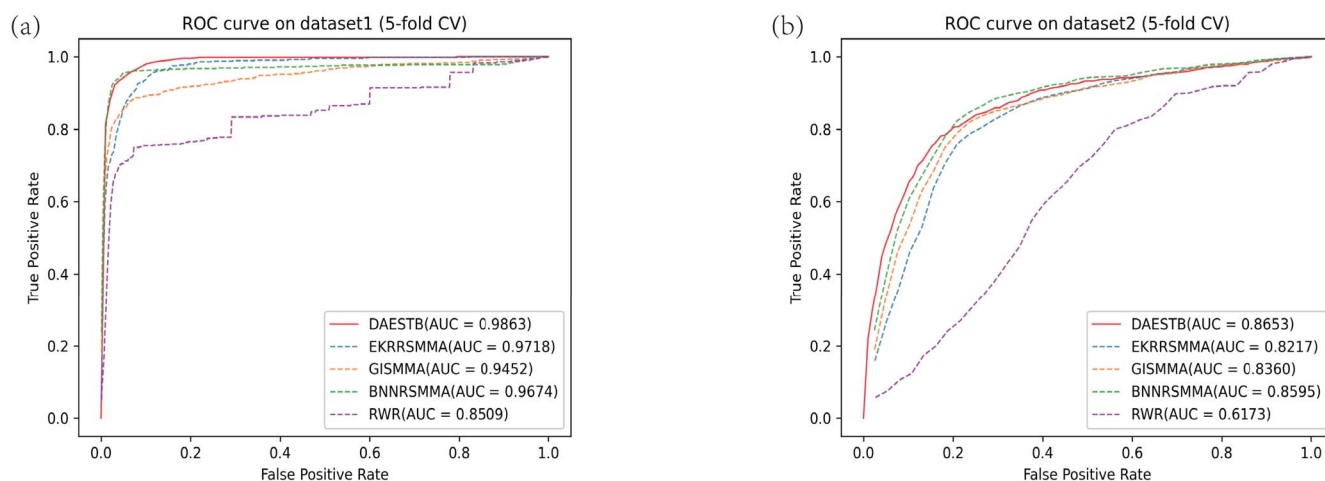 (a)
ROC curve on dataset1 (5-fold CV)
True Positive Rate
1.0
0.8
0.6
0.4
0.2
0.0
DAESTB(AUC = 0.9863)
EKRRSMMA(AUC = 0.9718)
GISMMA(AUC = 0.9452)
BNNRSMMA(AUC = 0.9674)
RWR(AUC = 0.8509)
0.0 0.2 0.4 0.6 0.8 1.0
False Positive Rate
(b)
ROC curve on dataset2 (5-fold CV)
True Positive Rate
1.0
0.8
0.6
0.4
0.2
0.0
DAESTB(AUC = 0.8653)
EKRRSMMA(AUC = 0.8217)
GISMMA(AUC = 0.8360)
BNNRSMMA(AUC = 0.8595)
RWR(AUC = 0.6173)
0.0 0.2 0.4 0.6 0.8 1.0
False Positive Rate